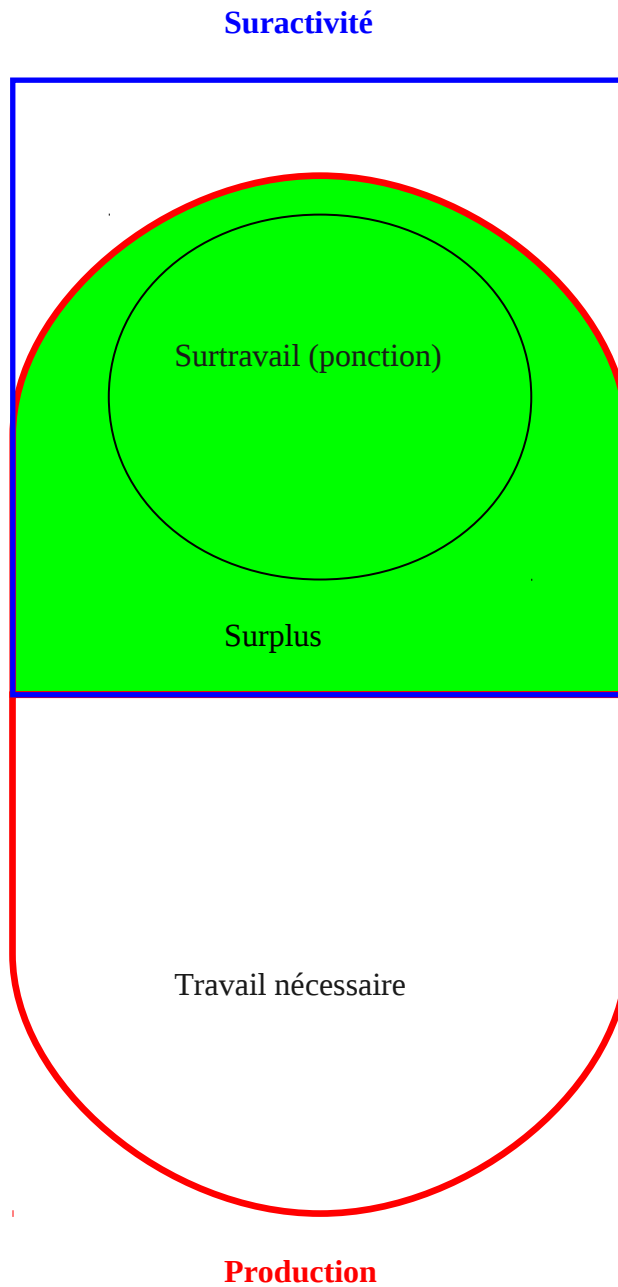 Suractivité
Surtravail (ponction)
Surplus
Travail nécessaire
Production